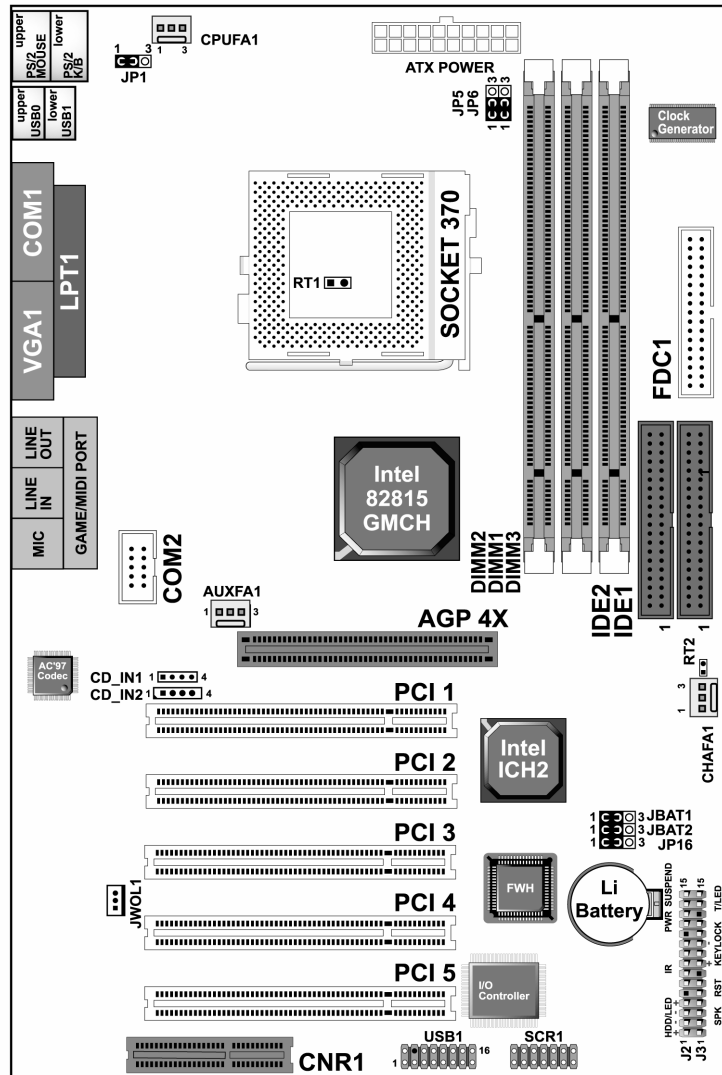 upper
PS/2
MOUSE
lower
PS/2
K/B
upper
USB0
lower
USB1
1 3
JP1
1 3
CPUFA1
ATX POWER
JP5
JP6
3
3
1
1
Clock
Generator
COM1
VGA1
LPT1
RT1
SOCKET 370
FDC1
LINE
OUT
LINE
IN
MIC
GAME/MIDI PORT
Intel
82815
GMCH
COM2
DIMM2
DIMM1
DIMM3
IDE2
IDE1
1
1
AUXFA1
1 3
AGP 4X
RT2
3
1
CHAFA1
AC'97
Codec
CD_IN1 1 4
CD_IN2 1 4
PCI 1
Intel
ICH2
PCI 2
1 3 JBAT1
1 3 JBAT2
1 3 JP16
PCI 3
FWH
Li
Battery
JWOL1
PCI 4
PCI 5
I/O
Controller
15
15
SUSPEND
PWR
IR
HDD/LED
+
-
-
+
T/LED
KEYLOCK
-
+
RST
SPK
J2 1
J3 1
CNR1
USB1
1 16
SCR1